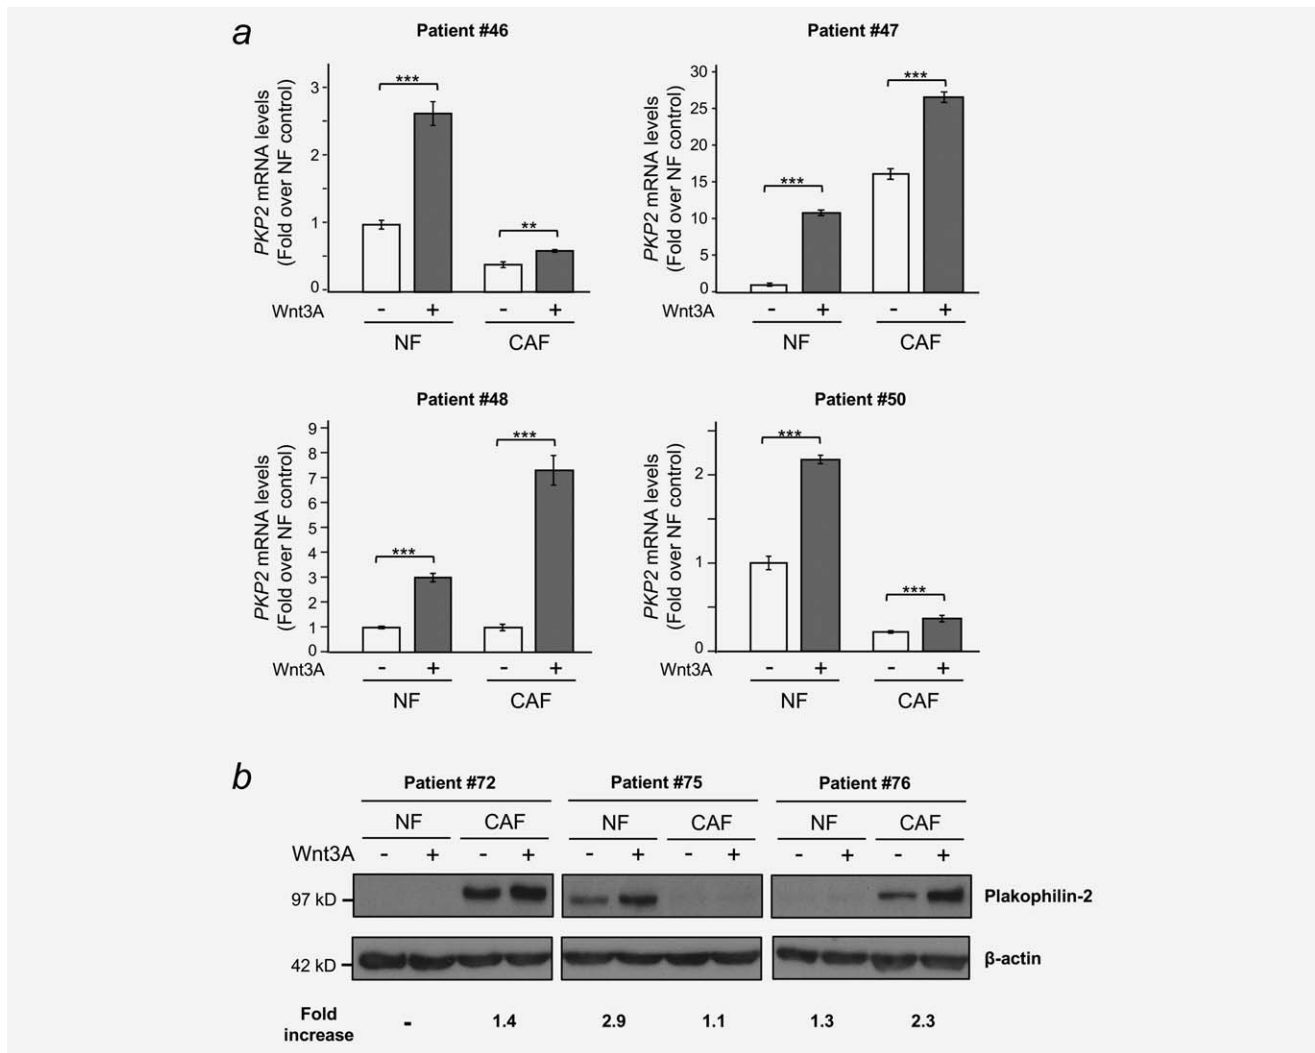 a
Patient #46
PKP2 mRNA levels
(Fold over NF control)
3
2
1
0
***
**
Wnt3A - + - +
NF CAF
Patient #47
PKP2 mRNA levels
(Fold over NF control)
30
25
20
15
10
5
0
***
***
Wnt3A - + - +
NF CAF
Patient #48
PKP2 mRNA levels
(Fold over NF control)
9
8
7
6
5
4
3
2
1
0
***
***
Wnt3A - + - +
NF CAF
Patient #50
PKP2 mRNA levels
(Fold over NF control)
2
1
0
***
***
Wnt3A - + - +
NF CAF
b
Patient #72 Patient #75 Patient #76
NF CAF NF CAF NF CAF
Wnt3A - + - + - + - + - + - +
97 kD Plakophilin-2
42 kD β-actin
Fold
increase - 1.4 2.9 1.1 1.3 2.3